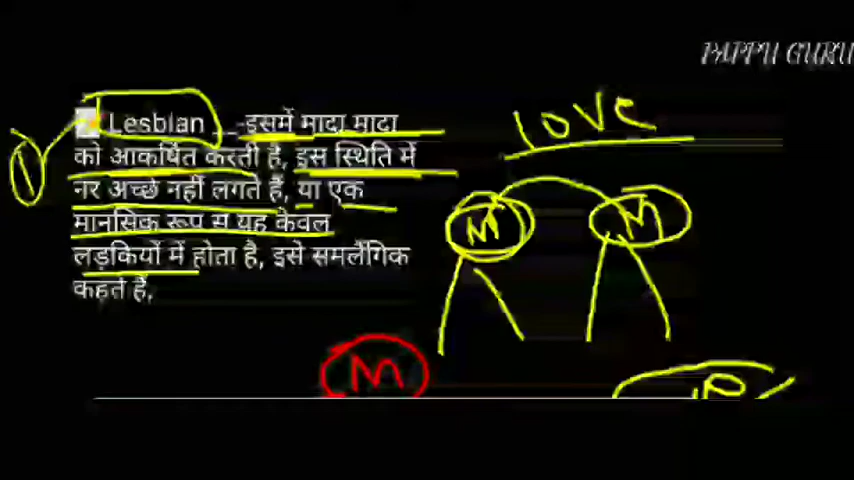 PAPPU GURU
Lesbian _ -इसमें मादा मादा
को आकर्षित करती है, इस स्थिति में
नर अच्छे नहीं लगते हैं, या एक
मानसिक रूप स यह केवल
लड़कियों में होता है, इसे समलैंगिक
कहते हैं,
1
love
M M
M